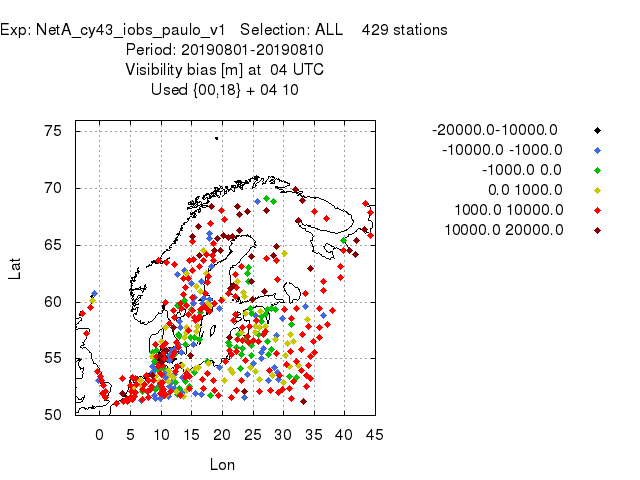 Exp: NetA_cy43_iobs_paulo_v1 Selection: ALL 429 stations
Period: 20190801-20190810
Visibility bias [m] at 04 UTC
Used {00,18} + 04 10
-20000.0-10000.0
-10000.0 -1000.0
-1000.0 0.0
0.0 1000.0
1000.0 10000.0
10000.0 20000.0
75
70
65
60
55
50
Lat
0 5 10 15 20 25 30 35 40 45
Lon